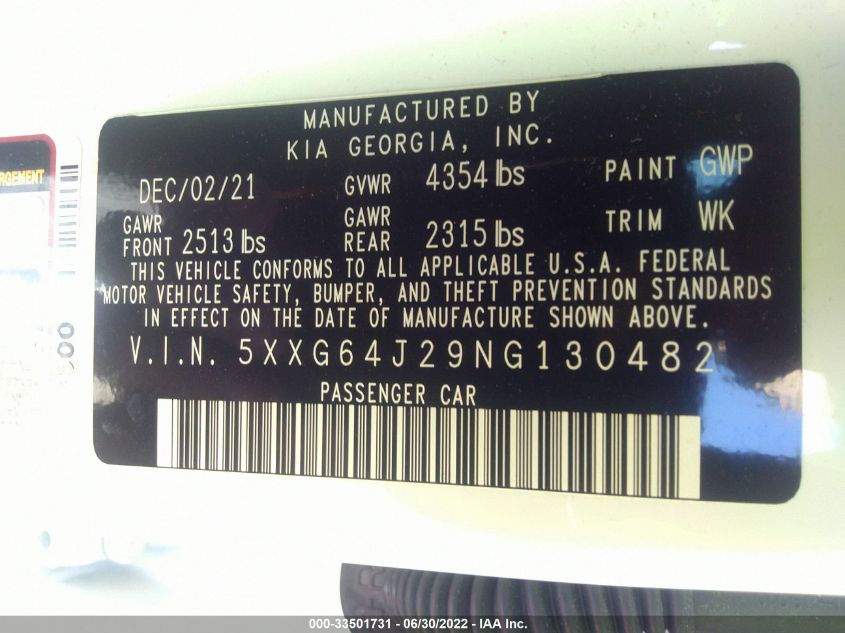 MANUFACTURED BY
KIA GEORGIA, INC.
DEC/02/21 GVWR 4354 lbs PAINT GWP
GAWR FRONT 2513 lbs GAWR REAR 2315 lbs TRIM WK
THIS VEHICLE CONFORMS TO ALL APPLICABLE U.S.A. FEDERAL
MOTOR VEHICLE SAFETY, BUMPER, AND THEFT PREVENTION STANDARDS
IN EFFECT ON THE DATE OF MANUFACTURE SHOWN ABOVE.
V.I.N. 5XXG64J29NG130482
PASSENGER CAR
000-33501731 - 06/30/2022 - IAA Inc.